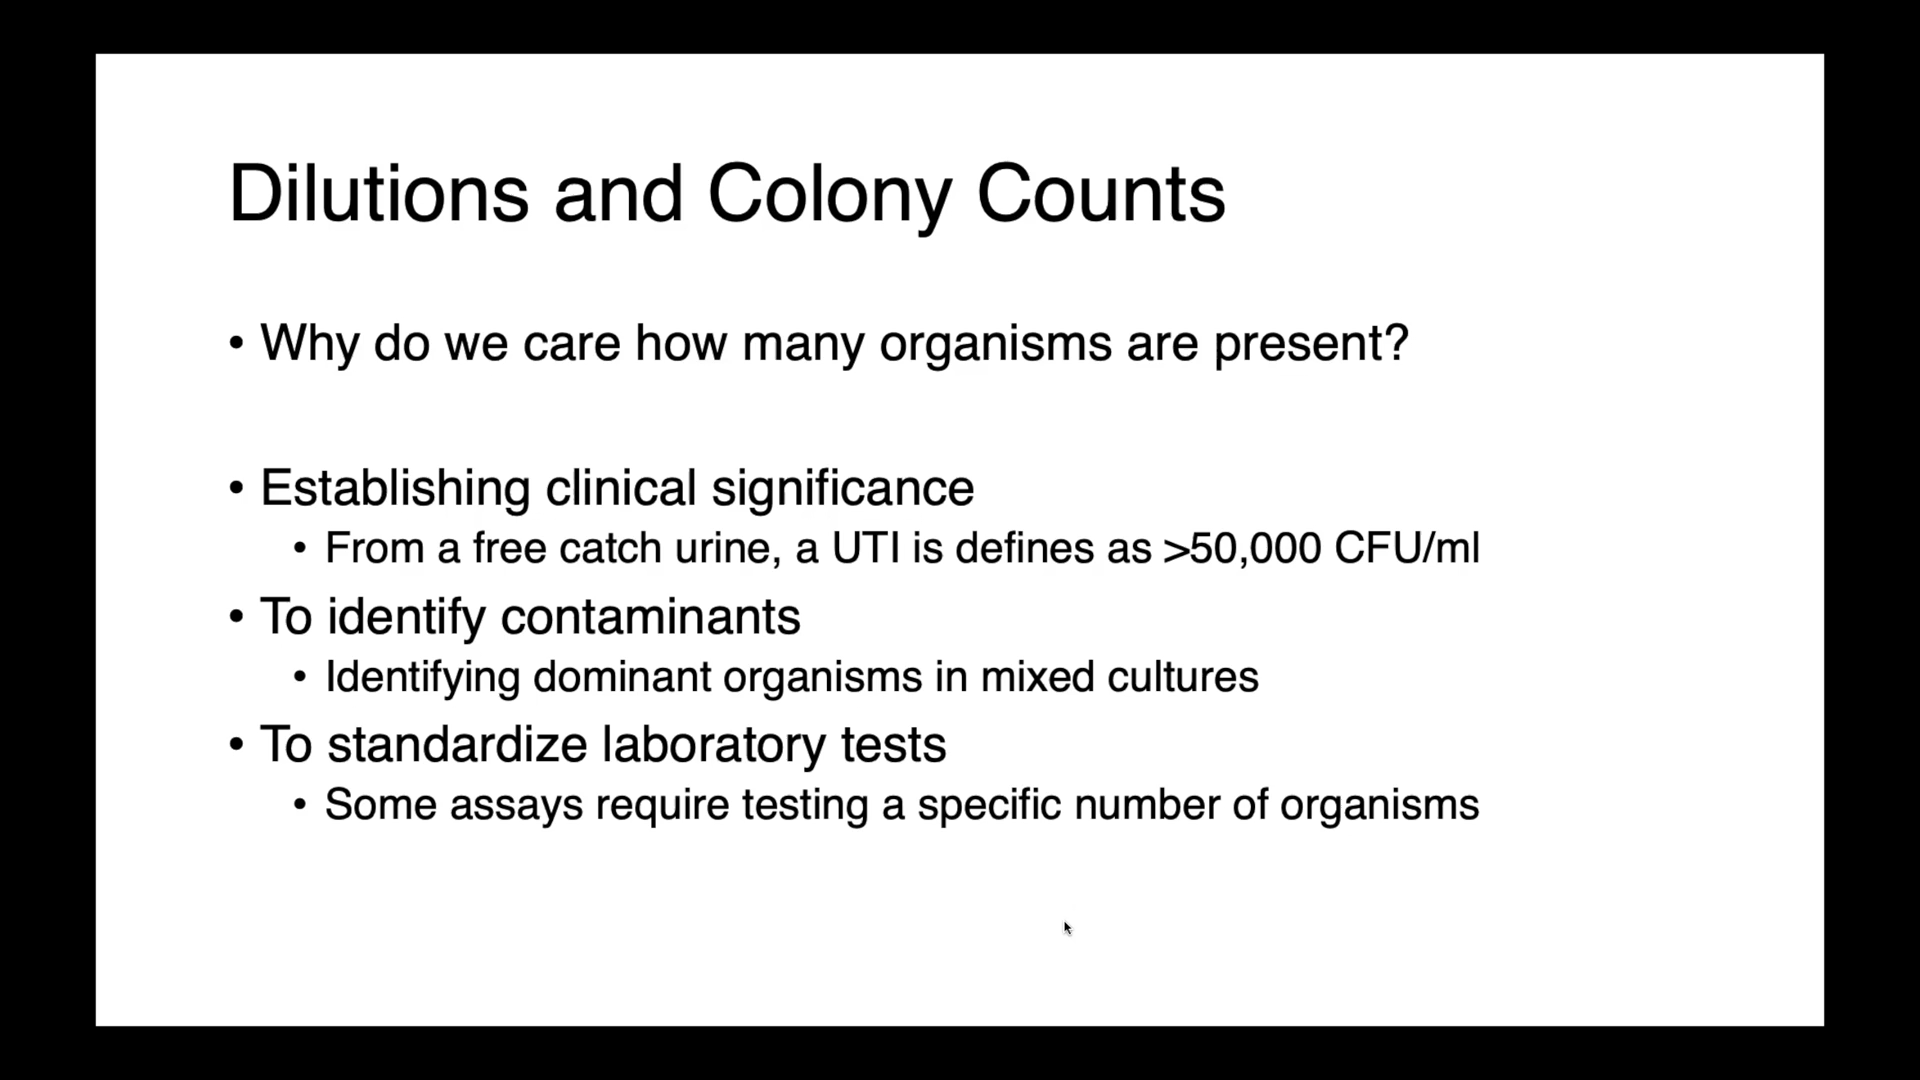 Dilutions and Colony Counts
• Why do we care how many organisms are present?
• Establishing clinical significance
• From a free catch urine, a UTI is defines as >50,000 CFU/ml
• To identify contaminants
• Identifying dominant organisms in mixed cultures
• To standardize laboratory tests
• Some assays require testing a specific number of organisms